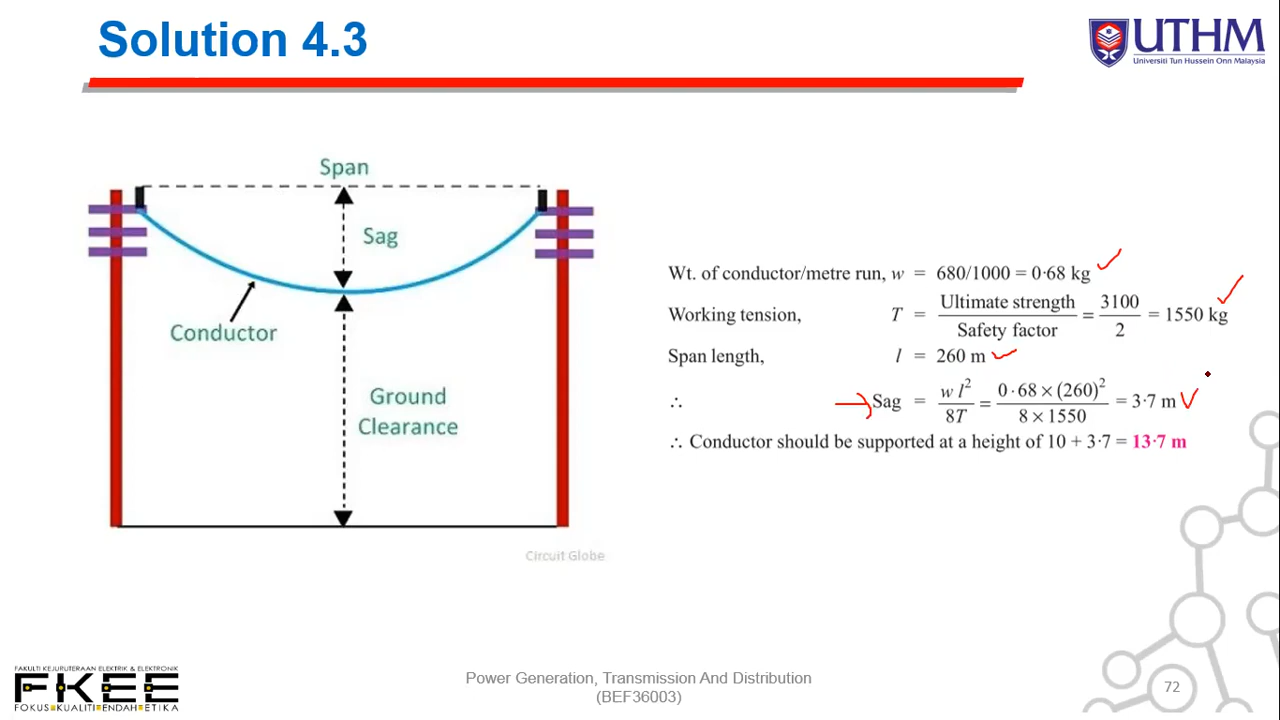 Solution 4.3
UTHM
Universiti Tun Hussein Onn Malaysia
Span
Sag
Conductor
Ground
Clearance
Circuit Globe
Wt. of conductor/metre run, w = 680/1000 = 0·68 kg
Working tension, T = Ultimate strength / Safety factor = 3100 / 2 = 1550 kg
Span length, l = 260 m
∴ Sag = w l² / 8T = 0·68 × (260)² / 8 × 1550 = 3·7 m
∴ Conductor should be supported at a height of 10 + 3·7 = 13·7 m
FAKULTI KEJURUTERAAN ELEKTRIK & ELEKTRONIK
FKEE
FOKUS•KUALITI•ENDAH•ETIKA
Power Generation, Transmission And Distribution
(BEF36003)
72